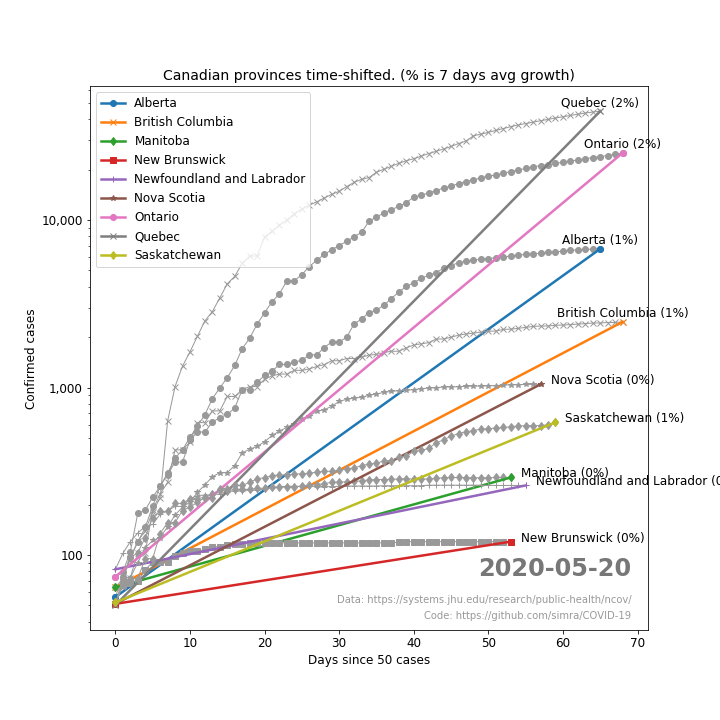 Canadian provinces time-shifted. (% is 7 days avg growth)
Alberta
British Columbia
Manitoba
New Brunswick
Newfoundland and Labrador
Nova Scotia
Ontario
Quebec
Saskatchewan
Quebec (2%)
Ontario (2%)
Alberta (1%)
British Columbia (1%)
Nova Scotia (0%)
Saskatchewan (1%)
Manitoba (0%)
Newfoundland and Labrador (0
New Brunswick (0%)
2020-05-20
Data: https://systems.jhu.edu/research/public-health/ncov/
Code: https://github.com/simra/COVID-19
10,000
1,000
100
Confirmed cases
0 10 20 30 40 50 60 70
Days since 50 cases